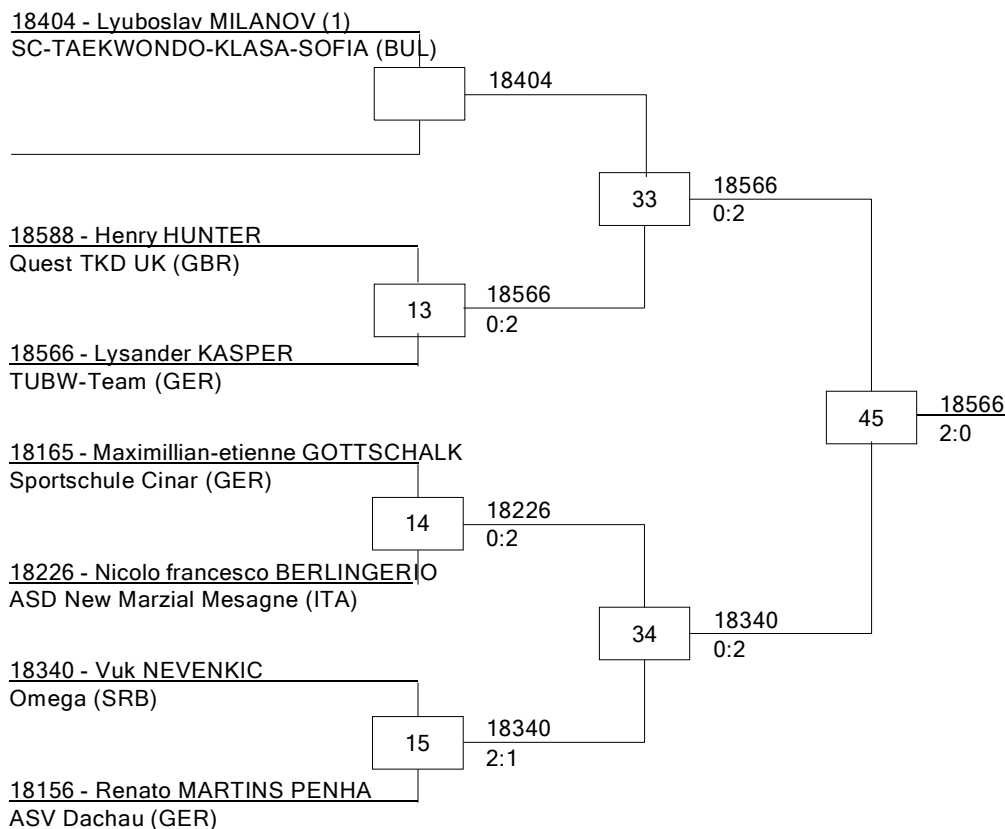 18404 - Lyuboslav MILANOV (1)
SC-TAEKWONDO-KLASA-SOFIA (BUL)
18404
33
18566
0:2
18588 - Henry HUNTER
Quest TKD UK (GBR)
13
18566
0:2
18566 - Lysander KASPER
TUBW-Team (GER)
45
18566
2:0
18165 - Maximillian-etienne GOTTSCHALK
Sportschule Cinar (GER)
14
18226
0:2
18226 - Nicolo francesco BERLINGERIO
ASD New Marzial Mesagne (ITA)
34
18340
0:2
18340 - Vuk NEVENKIC
Omega (SRB)
15
18340
2:1
18156 - Renato MARTINS PENHA
ASV Dachau (GER)